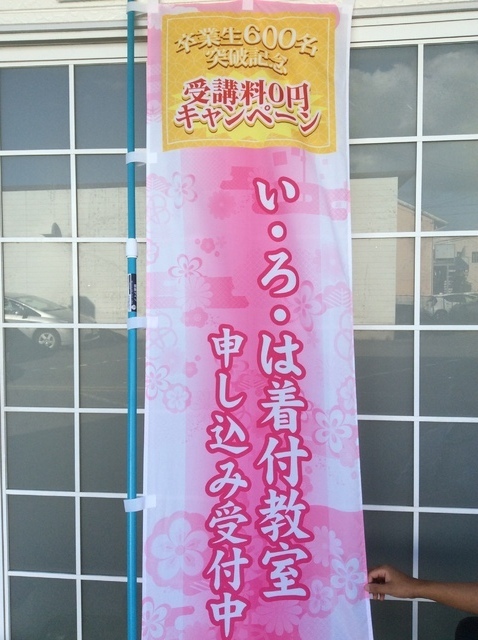 卒業生600名
突破記念
受講料0円
キャンペーン
い・ろ・は着付教室
申し込み受付中